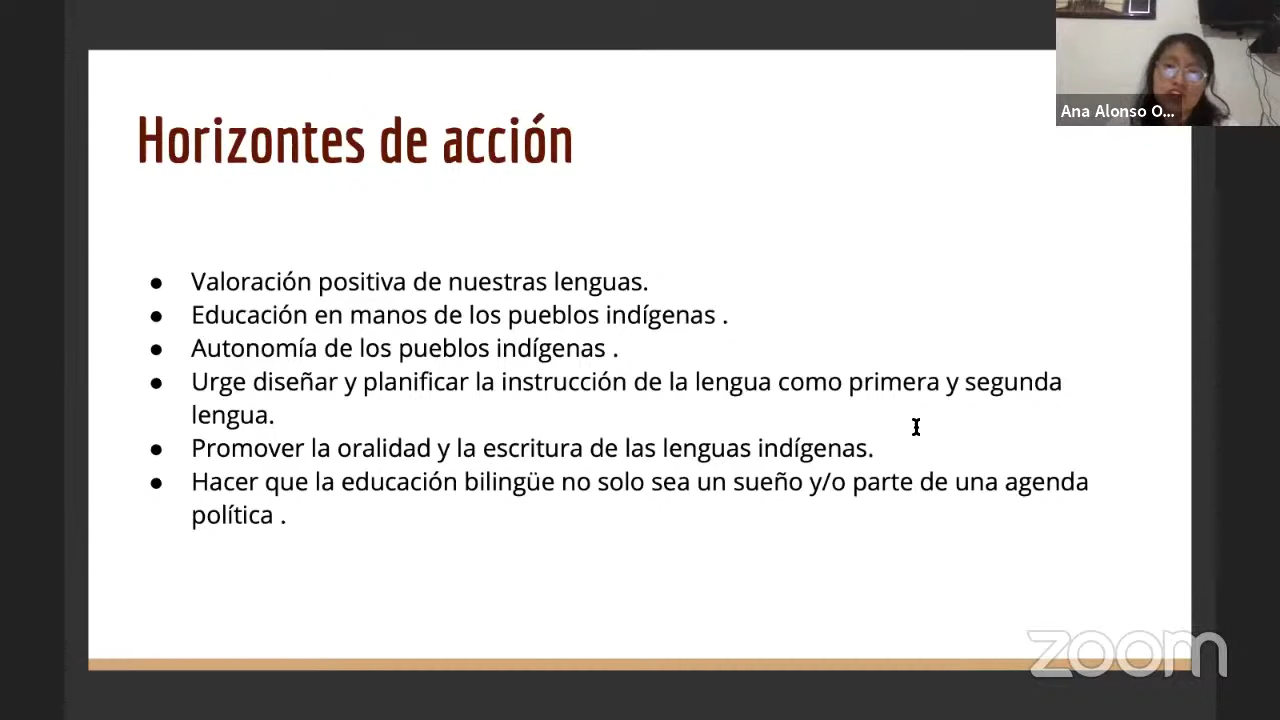 Ana Alonso O...
Horizontes de acción
● Valoración positiva de nuestras lenguas.
● Educación en manos de los pueblos indígenas .
● Autonomía de los pueblos indígenas .
● Urge diseñar y planificar la instrucción de la lengua como primera y segunda
lengua.
● Promover la oralidad y la escritura de las lenguas indígenas.
● Hacer que la educación bilingüe no solo sea un sueño y/o parte de una agenda
política .
zoom